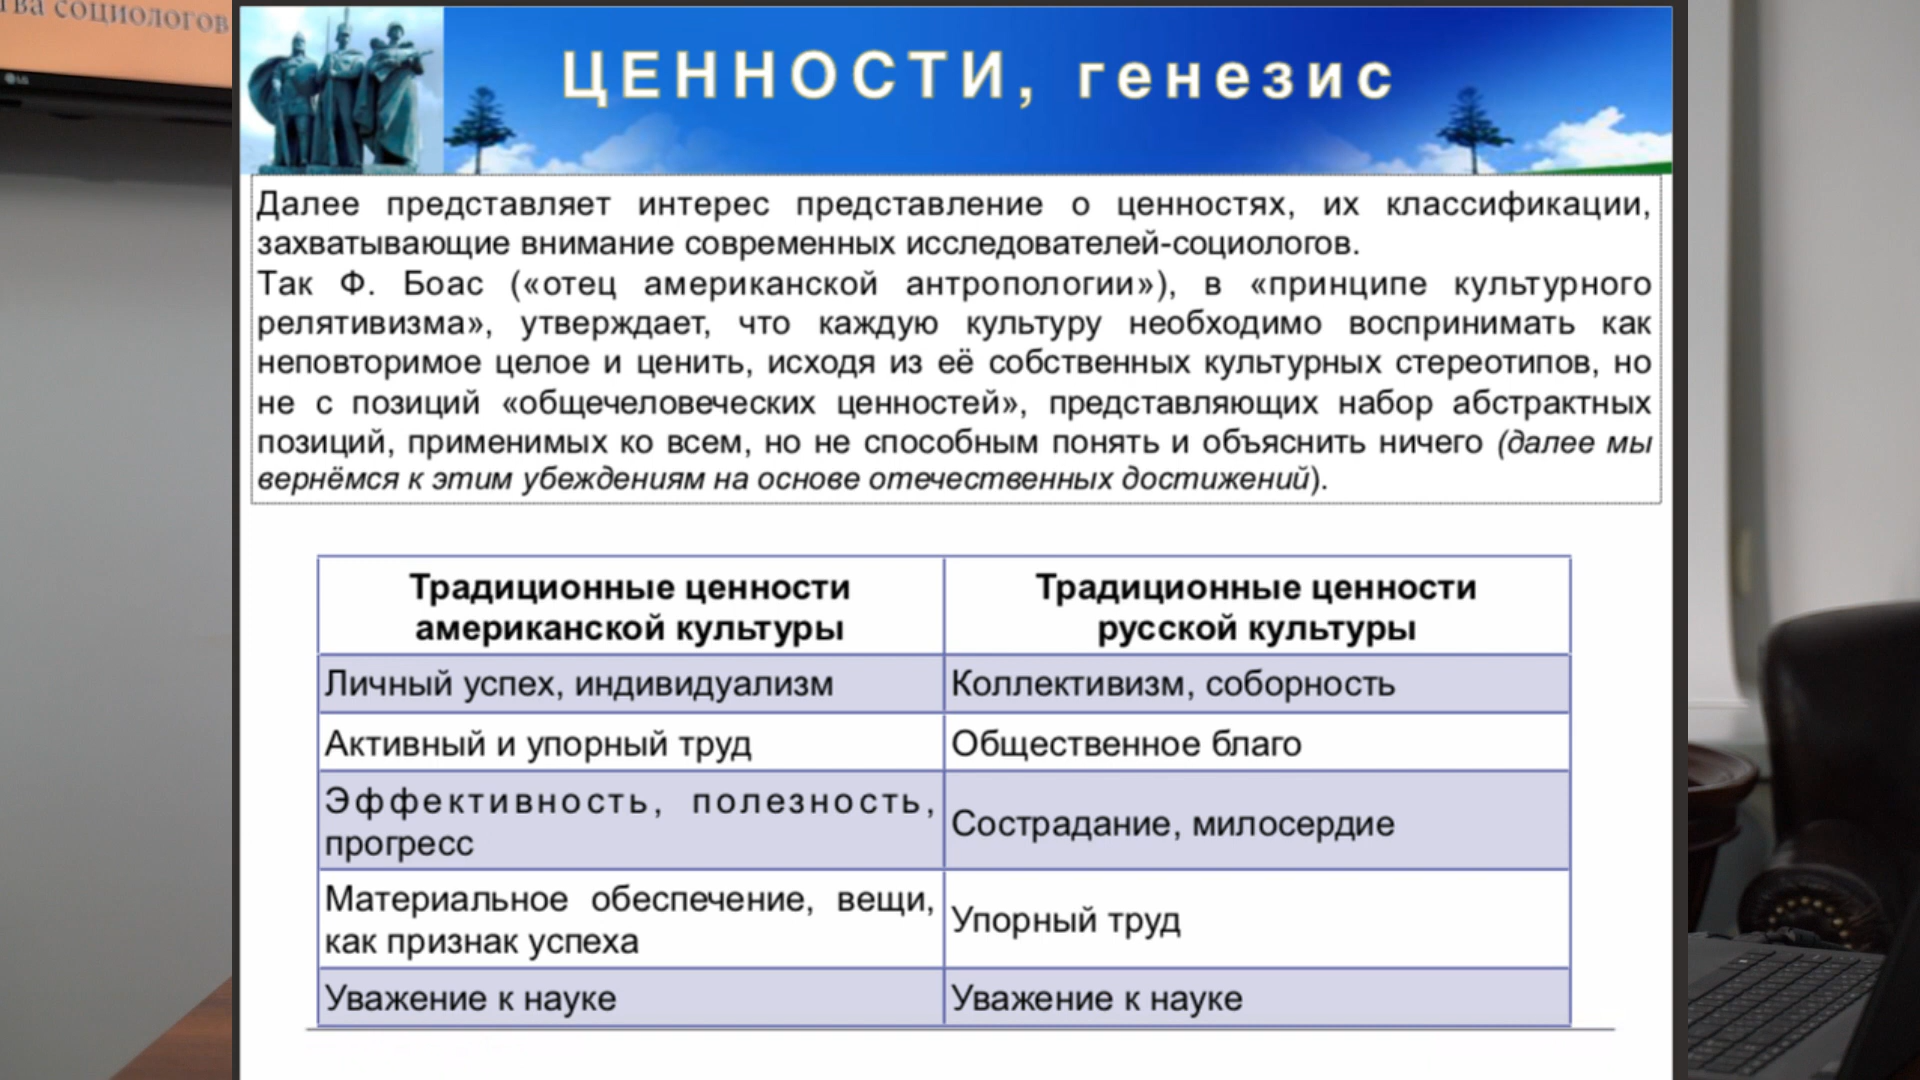 тва социологов
LG
ЦЕННОСТИ, генезис
Далее представляет интерес представление о ценностях, их классификации,
захватывающие внимание современных исследователей-социологов.
Так Ф. Боас («отец американской антропологии»), в «принципе культурного
релятивизма», утверждает, что каждую культуру необходимо воспринимать как
неповторимое целое и ценить, исходя из её собственных культурных стереотипов, но
не с позиций «общечеловеческих ценностей», представляющих набор абстрактных
позиций, применимых ко всем, но не способным понять и объяснить ничего (далее мы
вернёмся к этим убеждениям на основе отечественных достижений).
Традиционные ценности
американской культуры
Традиционные ценности
русской культуры
Личный успех, индивидуализм
Коллективизм, соборность
Активный и упорный труд
Общественное благо
Эффективность, полезность,
прогресс
Сострадание, милосердие
Материальное обеспечение, вещи,
как признак успеха
Упорный труд
Уважение к науке
Уважение к науке